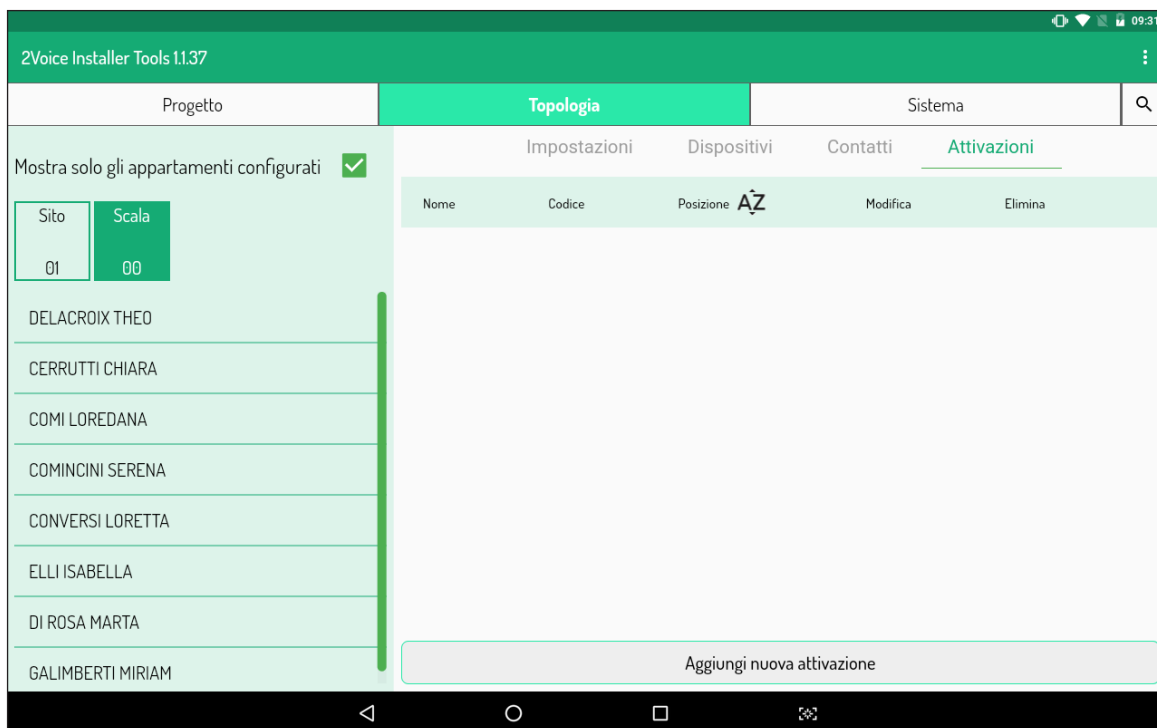 09:31
2Voice Installer Tools 1.1.37
Progetto
Topologia
Sistema
Mostra solo gli appartamenti configurati
Sito
01
Scala
00
DELACROIX THEO
CERRUTTI CHIARA
COMI LOREDANA
COMINCINI SERENA
CONVERSI LORETTA
ELLI ISABELLA
DI ROSA MARTA
GALIMBERTI MIRIAM
Impostazioni
Dispositivi
Contatti
Attivazioni
Nome
Codice
Posizione AZ
Modifica
Elimina
Aggiungi nuova attivazione